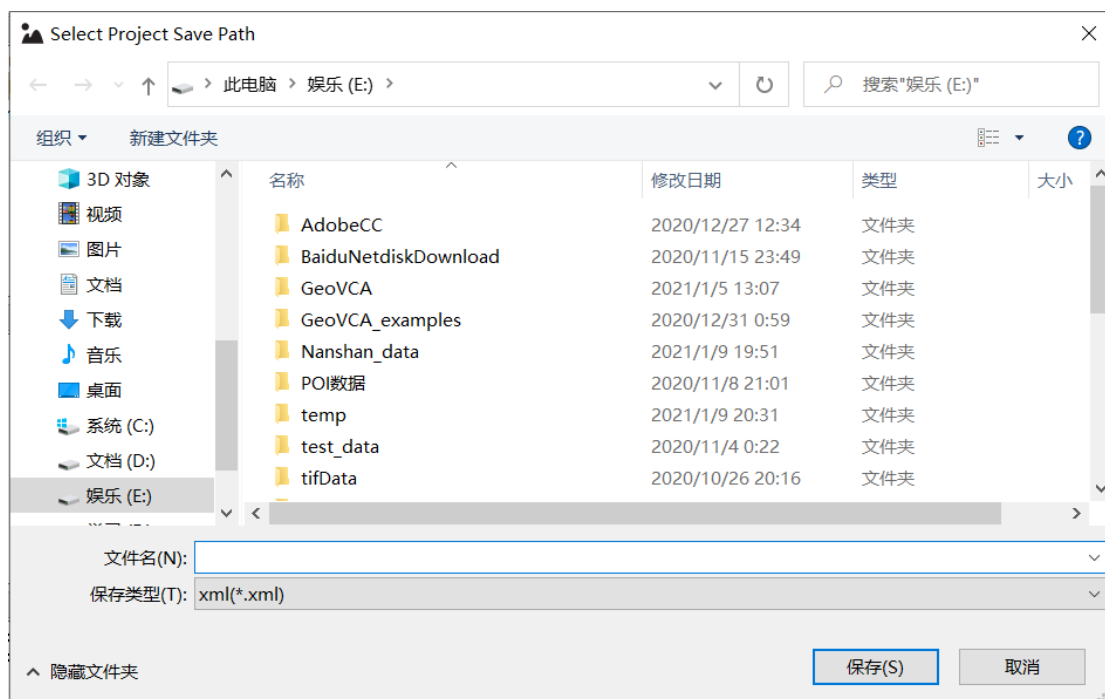 Select Project Save Path
此电脑 娱乐 (E:)
搜索"娱乐 (E:)"
组织 新建文件夹
3D 对象
视频
图片
文档
下载
音乐
桌面
系统 (C:)
文档 (D:)
娱乐 (E:)
名称 修改日期 类型 大小
AdobeCC 2020/12/27 12:34 文件夹
BaiduNetdiskDownload 2020/11/15 23:49 文件夹
GeoVCA 2021/1/5 13:07 文件夹
GeoVCA_examples 2020/12/31 0:59 文件夹
Nanshan_data 2021/1/9 19:51 文件夹
POI数据 2020/11/8 21:01 文件夹
temp 2021/1/9 20:31 文件夹
test_data 2020/11/4 0:22 文件夹
tifData 2020/10/26 20:16 文件夹
文件名(N):
保存类型(T): xml(*.xml)
隐藏文件夹
保存(S) 取消